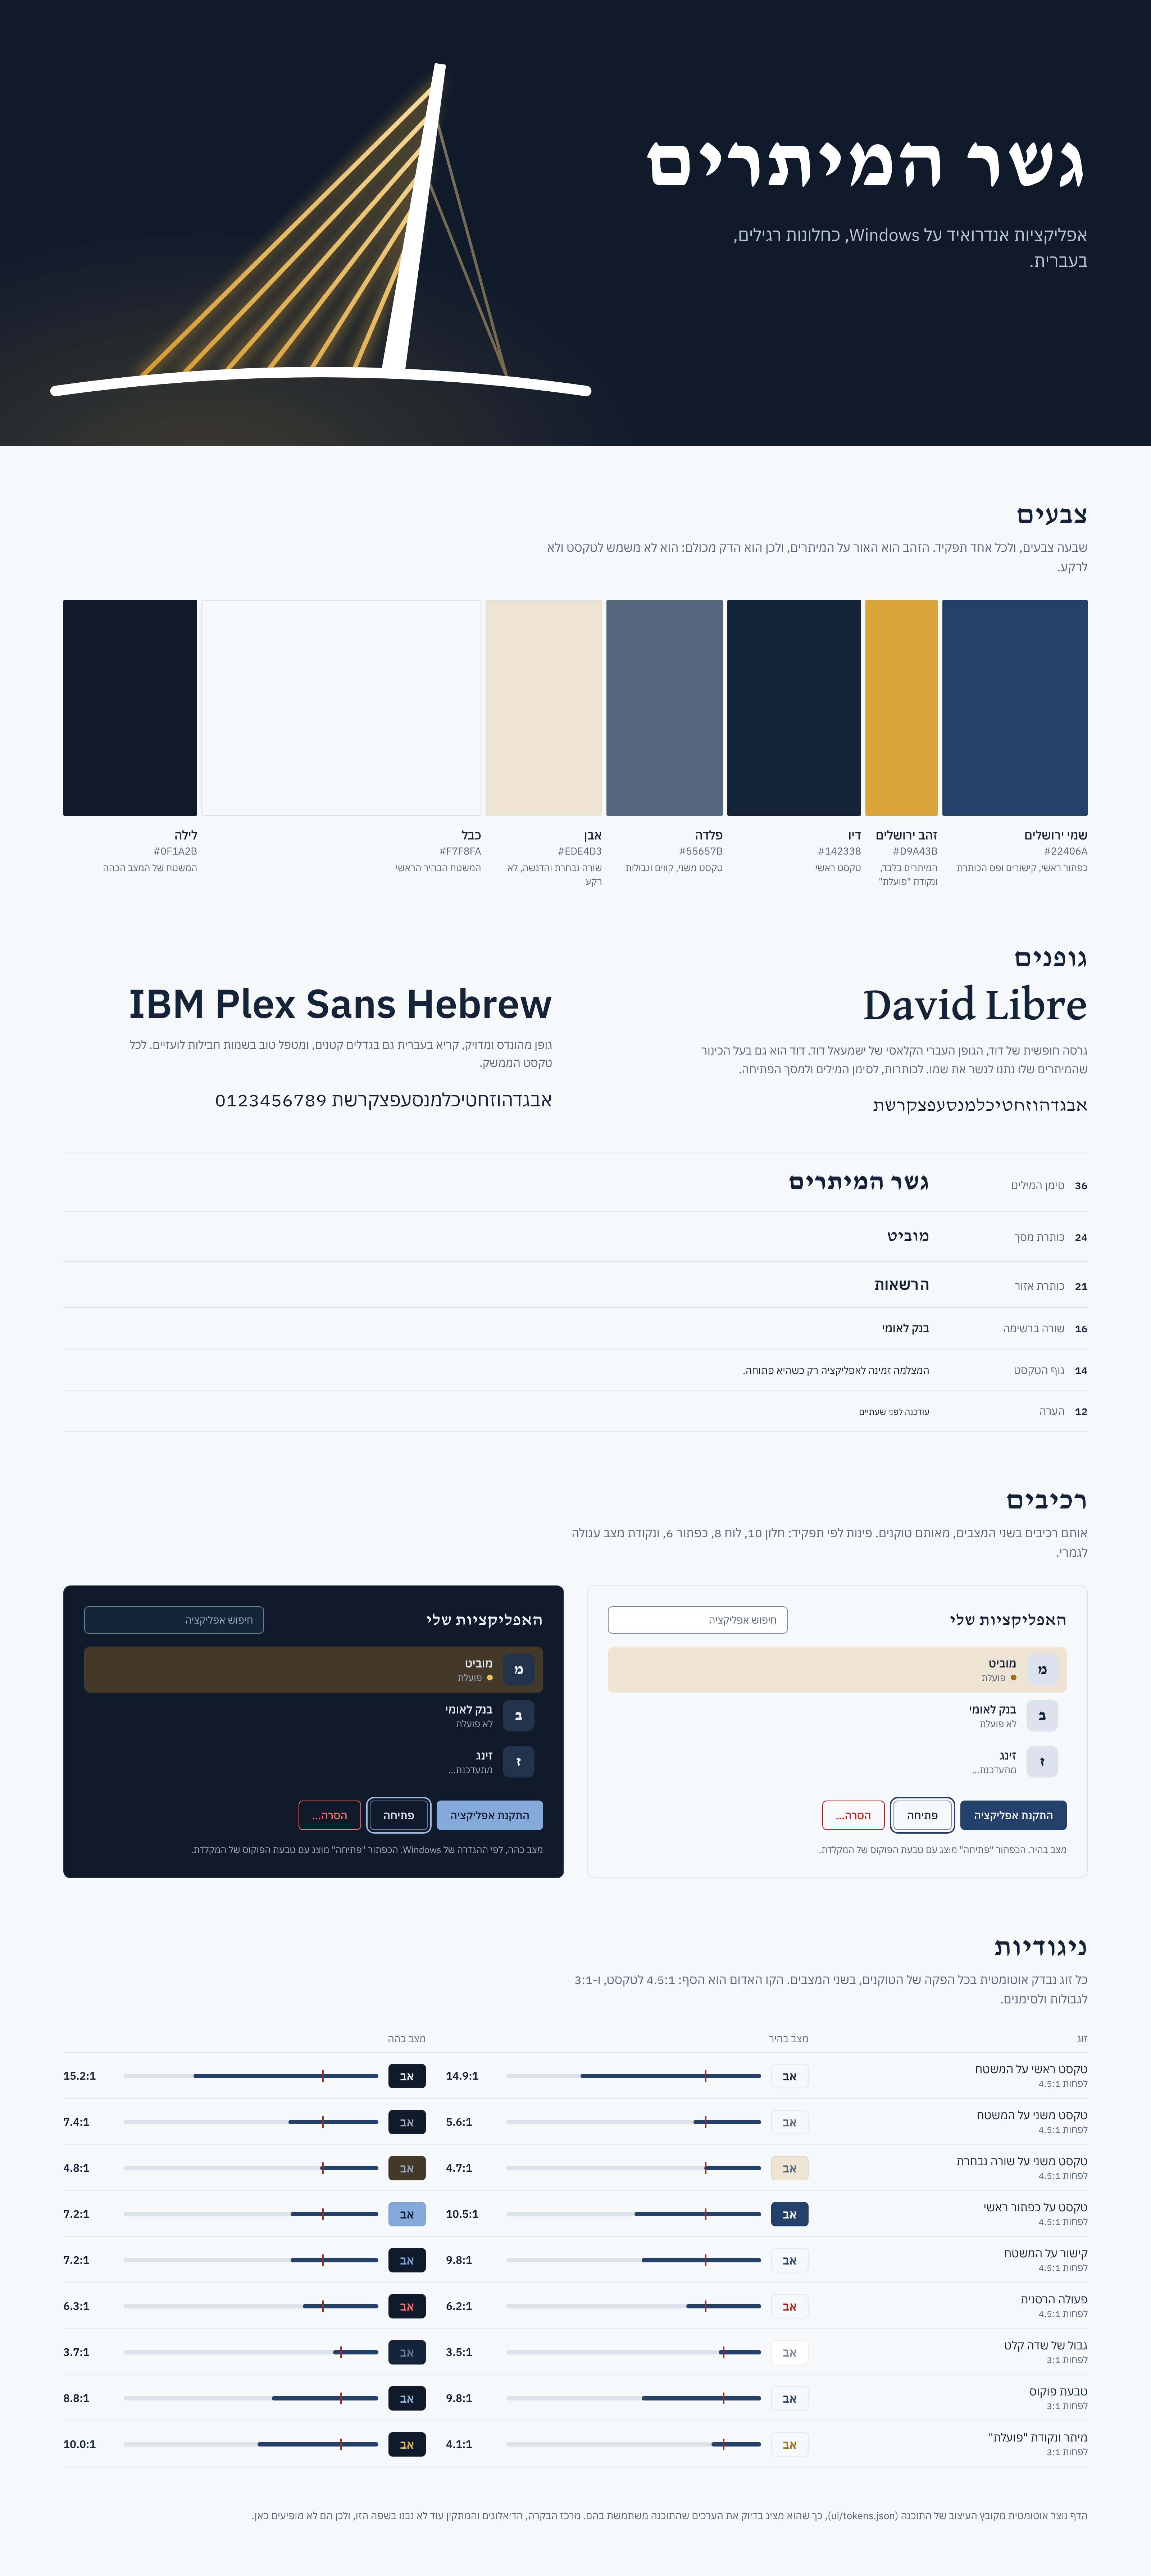 גשר המיתרים
אפליקציות אנדרואיד על Windows, כחלונות רגילים,
בעברית.
צבעים
שבעה צבעים, ולכל אחד תפקיד. הזהב הוא האור על המיתרים, ולכן הוא הדק מכולם: הוא לא משמש לטקסט ולא
לרקע.
שמי ירושלים
#22406A
כפתור ראשי, קישורים ופס הכותרת
זהב ירושלים
#D9A43B
המיתרים בלבד,
ונקודת "פועלת"
דיו
#142338
טקסט ראשי
פלדה
#55657B
טקסט משני, קווים וגבולות
אבן
#EDE4D3
שורה נבחרת והדגשה, לא
רקע
כבל
#F7F8FA
המשטח הבהיר הראשי
לילה
#0F1A2B
המשטח של המצב הכהה
גופנים
David Libre
גרסה חופשית של דוד, הגופן העברי הקלאסי של ישמעאל דוד. דוד הוא גם בעל הכינור
שהמיתרים שלו נתנו לגשר את שמו. לכותרות, לסימן המילים ולמסך הפתיחה.
אבגדהוזחטיכלמנסעפצקרשת
IBM Plex Sans Hebrew
גופן מהונדס ומדויק, קריא בעברית גם בגדלים קטנים, ומטפל טוב בשמות חבילות לועזיים. לכל
טקסט הממשק.
אבגדהוזחטיכלמנסעפצקרשת 0123456789
36 סימן המילים גשר המיתרים
24 כותרת מסך מוביט
21 כותרת אזור הרשאות
16 שורה ברשימה בנק לאומי
14 גוף הטקסט המצלמה זמינה לאפליקציה רק כשהיא פתוחה.
12 הערה עודכנה לפני שעתיים
רכיבים
אותם רכיבים בשני המצבים, מאותם טוקנים. פינות לפי תפקיד: חלון 10, לוח 8, כפתור 6, ונקודת מצב עגולה
לגמרי.
האפליקציות שלי
חיפוש אפליקציה
מ מוביט
פועלת
ב בנק לאומי
לא פועלת
ז זינג
מתעדכנת...
התקנת אפליקציה פתיחה הסרה...
מצב בהיר. הכפתור "פתיחה" מוצג עם טבעת הפוקוס של המקלדת.
האפליקציות שלי
חיפוש אפליקציה
מ מוביט
פועלת
ב בנק לאומי
לא פועלת
ז זינג
מתעדכנת...
התקנת אפליקציה פתיחה הסרה...
מצב כהה, לפי ההגדרה של Windows. הכפתור "פתיחה" מוצג עם טבעת הפוקוס של המקלדת.
ניגודיות
כל זוג נבדק אוטומטית בכל הפקה של הטוקנים, בשני המצבים. הקו האדום הוא הסף: 4.5:1 לטקסט, ו-3:1
לגבולות ולסימנים.
זוג מצב בהיר מצב כהה
טקסט ראשי על המשטח אב 14.9:1 אב 15.2:1
לפחות 4.5:1
טקסט משני על המשטח אב 5.6:1 אב 7.4:1
לפחות 4.5:1
טקסט משני על שורה נבחרת אב 4.7:1 אב 4.8:1
לפחות 4.5:1
טקסט על כפתור ראשי אב 10.5:1 אב 7.2:1
לפחות 4.5:1
קישור על המשטח אב 9.8:1 אב 7.2:1
לפחות 4.5:1
פעולה הרסנית אב 6.2:1 אב 6.3:1
לפחות 4.5:1
גבול של שדה קלט אב 3.5:1 אב 3.7:1
לפחות 3:1
טבעת פוקוס אב 9.8:1 אב 8.8:1
לפחות 3:1
מיתר ונקודת "פועלת" אב 4.1:1 אב 10.0:1
לפחות 3:1
הדף נוצר אוטומטית מקובץ העיצוב של התוכנה (ui/tokens.json), כך שהוא מציג בדיוק את הערכים שהתוכנה משתמשת בהם. מרכז הבקרה, הדיאלוגים והמתקין עוד לא נבנו בשפה הזו, ולכן הם לא מופיעים כאן.